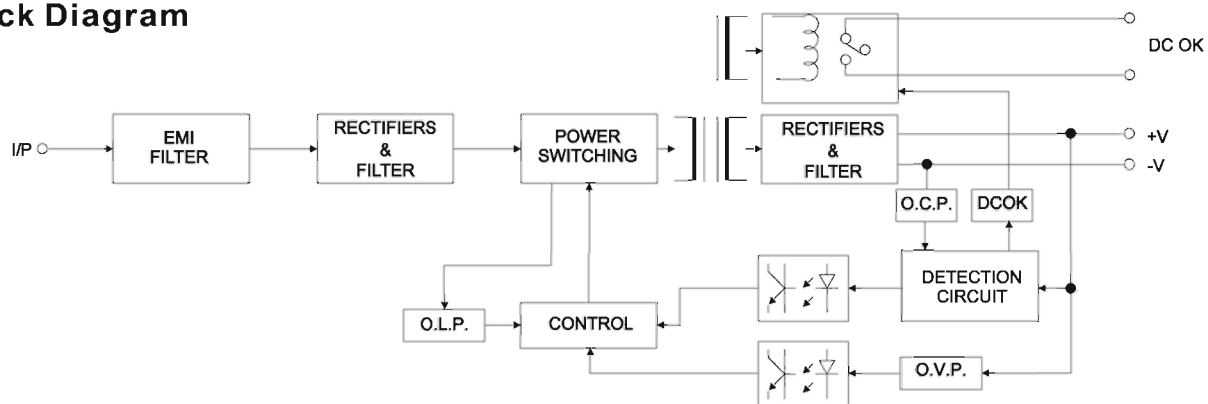 ck Diagram
DC OK
I/P
EMI
FILTER
RECTIFIERS
&
FILTER
POWER
SWITCHING
RECTIFIERS
&
FILTER
+V
-V
O.C.P.
DCOK
DETECTION
CIRCUIT
O.L.P.
CONTROL
O.V.P.